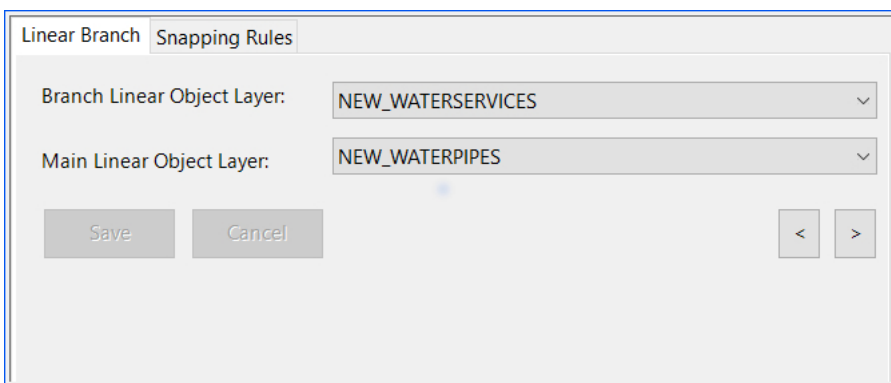 Linear Branch Snapping Rules
Branch Linear Object Layer: NEW_WATERSERVICES
Main Linear Object Layer: NEW_WATERPIPES
Save Cancel < >